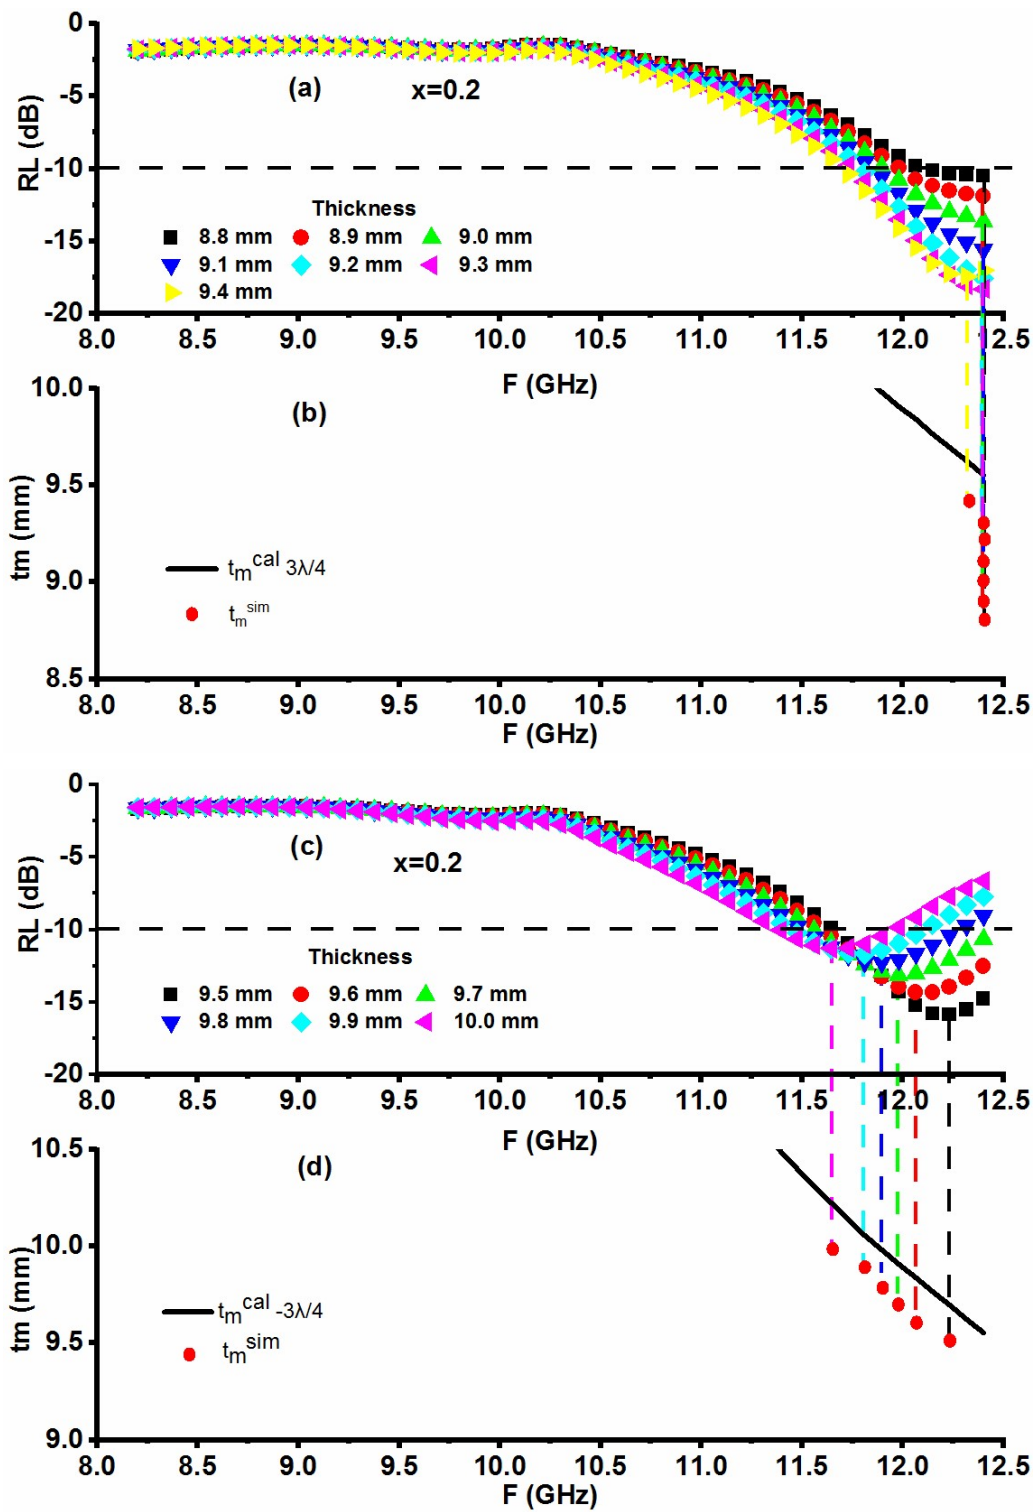 0
-5
-10
-15
-20
RL (dB)
(a)
x=0.2
Thickness
8.8 mm 8.9 mm 9.0 mm
9.1 mm 9.2 mm 9.3 mm
9.4 mm
8.0 8.5 9.0 9.5 10.0 10.5 11.0 11.5 12.0 12.5
F (GHz)
10.0
9.5
9.0
8.5
tm (mm)
(b)
tm^cal 3λ/4
tm^sim
8.0 8.5 9.0 9.5 10.0 10.5 11.0 11.5 12.0 12.5
F (GHz)
0
-5
-10
-15
-20
RL (dB)
(c)
x=0.2
Thickness
9.5 mm 9.6 mm 9.7 mm
9.8 mm 9.9 mm 10.0 mm
8.0 8.5 9.0 9.5 10.0 10.5 11.0 11.5 12.0 12.5
F (GHz)
10.5
10.0
9.5
9.0
tm (mm)
(d)
tm^cal -3λ/4
tm^sim
8.0 8.5 9.0 9.5 10.0 10.5 11.0 11.5 12.0 12.5
F (GHz)